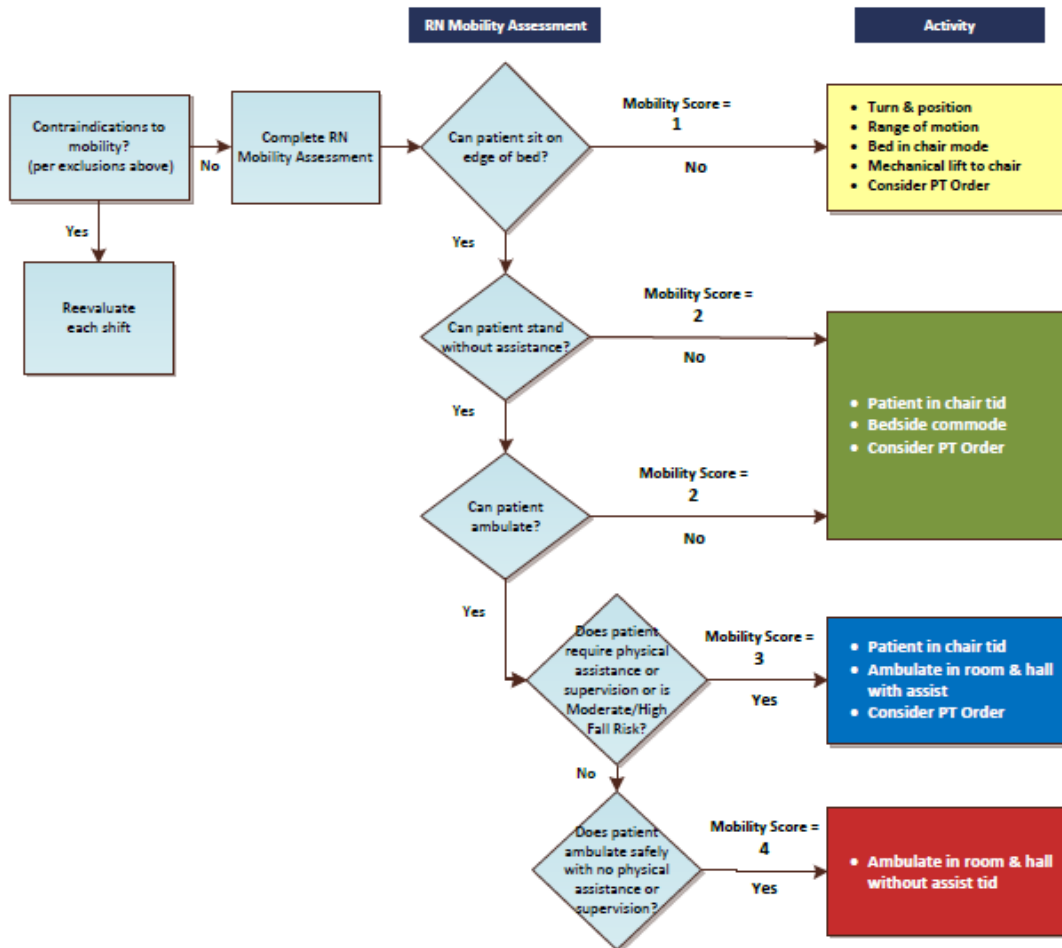 RN Mobility Assessment
Activity
Contraindications to
mobility?
(per exclusions above)
No
Complete RN
Mobility Assessment
Can patient sit on
edge of bed?
Mobility Score =
1
No
• Turn & position
• Range of motion
• Bed in chair mode
• Mechanical lift to chair
• Consider PT Order
Yes
Reevaluate
each shift
Yes
Can patient stand
without assistance?
Mobility Score =
2
No
• Patient in chair tid
• Bedside commode
• Consider PT Order
Yes
Can patient
ambulate?
Mobility Score =
2
No
Yes
Does patient
require physical
assistance or
supervision or is
Moderate/High
Fall Risk?
Mobility Score =
3
Yes
• Patient in chair tid
• Ambulate in room & hall
with assist
• Consider PT Order
No
Does patient
ambulate safely
with no physical
assistance or
supervision?
Mobility Score =
4
Yes
• Ambulate in room & hall
without assist tid